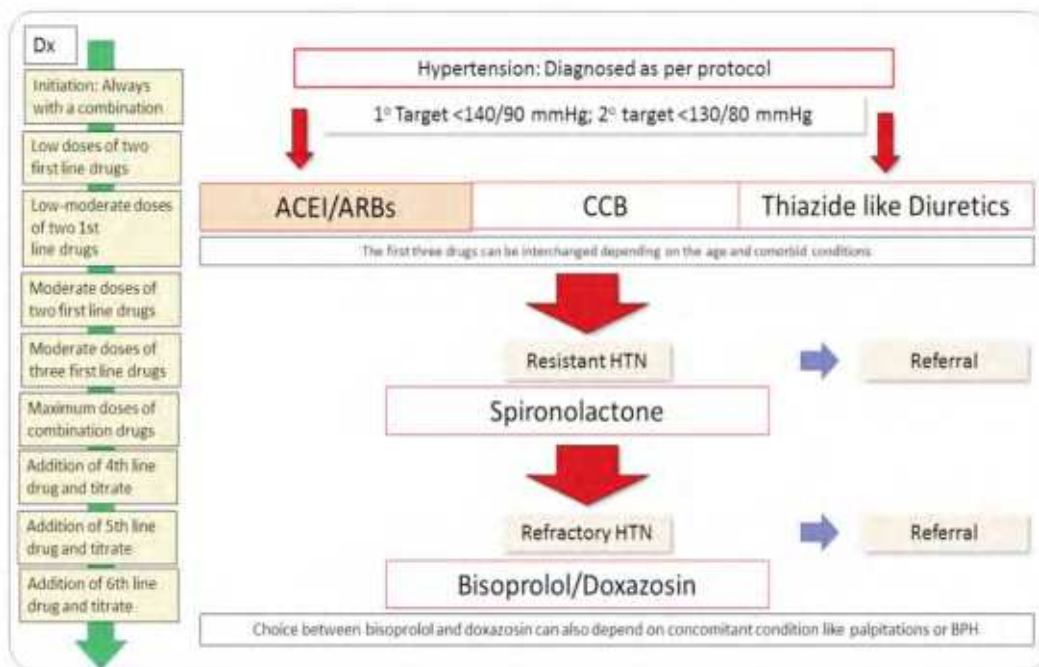 Dx
Initiation: Always
with a combination
Low doses of two
first line drugs
Low-moderate doses
of two 1st
line drugs
Moderate doses of
two first line drugs
Moderate doses of
three first line drugs
Maximum doses of
combination drugs
Addition of 4th line
drug and titrate
Addition of 5th line
drug and titrate
Addition of 6th line
drug and titrate
Hypertension: Diagnosed as per protocol
1° Target <140/90 mmHg; 2° target <130/80 mmHg
ACEI/ARBs
CCB
Thiazide like Diuretics
The first three drugs can be interchanged depending on the age and comorbid conditions
Resistant HTN
Referral
Spironolactone
Refractory HTN
Referral
Bisoprolol/Doxazosin
Choice between bisoprolol and doxazosin can also depend on concomitant condition like palpitations or BPH